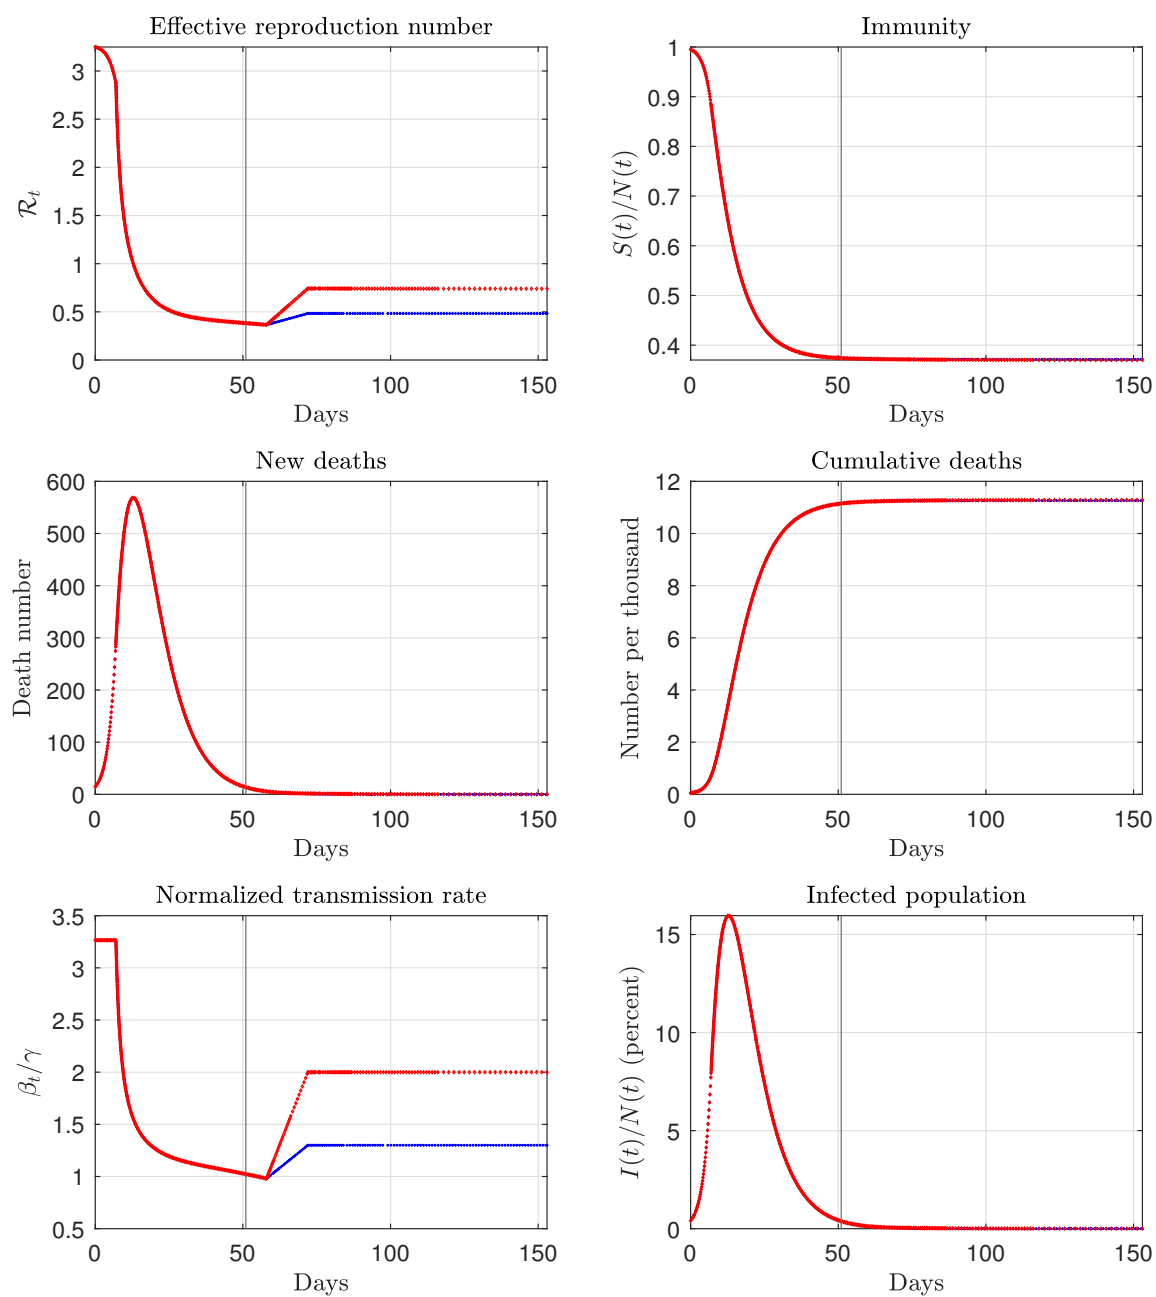 Effective reproduction number
3
2.5
2
1.5
1
0.5
0
ℛₜ
0 50 100 150
Days
Immunity
1
0.9
0.8
0.7
0.6
0.5
0.4
S(t)/N(t)
0 50 100 150
Days
New deaths
600
500
400
300
200
100
0
Death number
0 50 100 150
Days
Cumulative deaths
12
10
8
6
4
2
0
Number per thousand
0 50 100 150
Days
Normalized transmission rate
3.5
3
2.5
2
1.5
1
0.5
βₜ/γ
0 50 100 150
Days
Infected population
15
10
5
0
I(t)/N(t) (percent)
0 50 100 150
Days